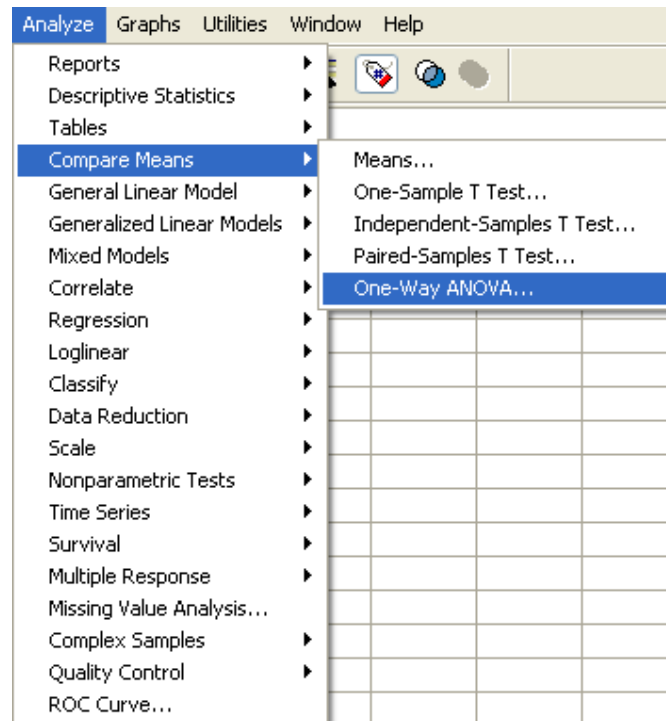 Analyze Graphs Utilities Window Help
Reports
Descriptive Statistics
Tables
Compare Means
General Linear Model
Generalized Linear Models
Mixed Models
Correlate
Regression
Loglinear
Classify
Data Reduction
Scale
Nonparametric Tests
Time Series
Survival
Multiple Response
Missing Value Analysis...
Complex Samples
Quality Control
ROC Curve...
Means...
One-Sample T Test...
Independent-Samples T Test...
Paired-Samples T Test...
One-Way ANOVA...